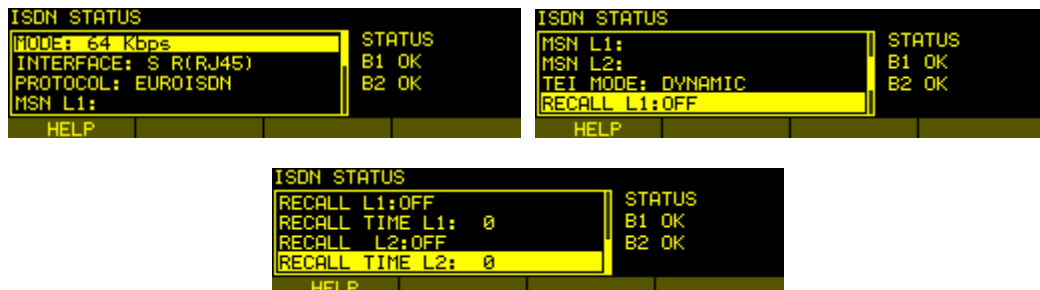 ISDN STATUS
MODE: 64 Kbps
INTERFACE: S R(RJ45)
PROTOCOL: EUROISDN
MSN L1:
STATUS
B1 OK
B2 OK
HELP
ISDN STATUS
MSN L1:
MSN L2:
TEI MODE: DYNAMIC
RECALL L1:OFF
STATUS
B1 OK
B2 OK
HELP
ISDN STATUS
RECALL L1:OFF
RECALL TIME L1: 0
RECALL L2:OFF
RECALL TIME L2: 0
STATUS
B1 OK
B2 OK
HELP